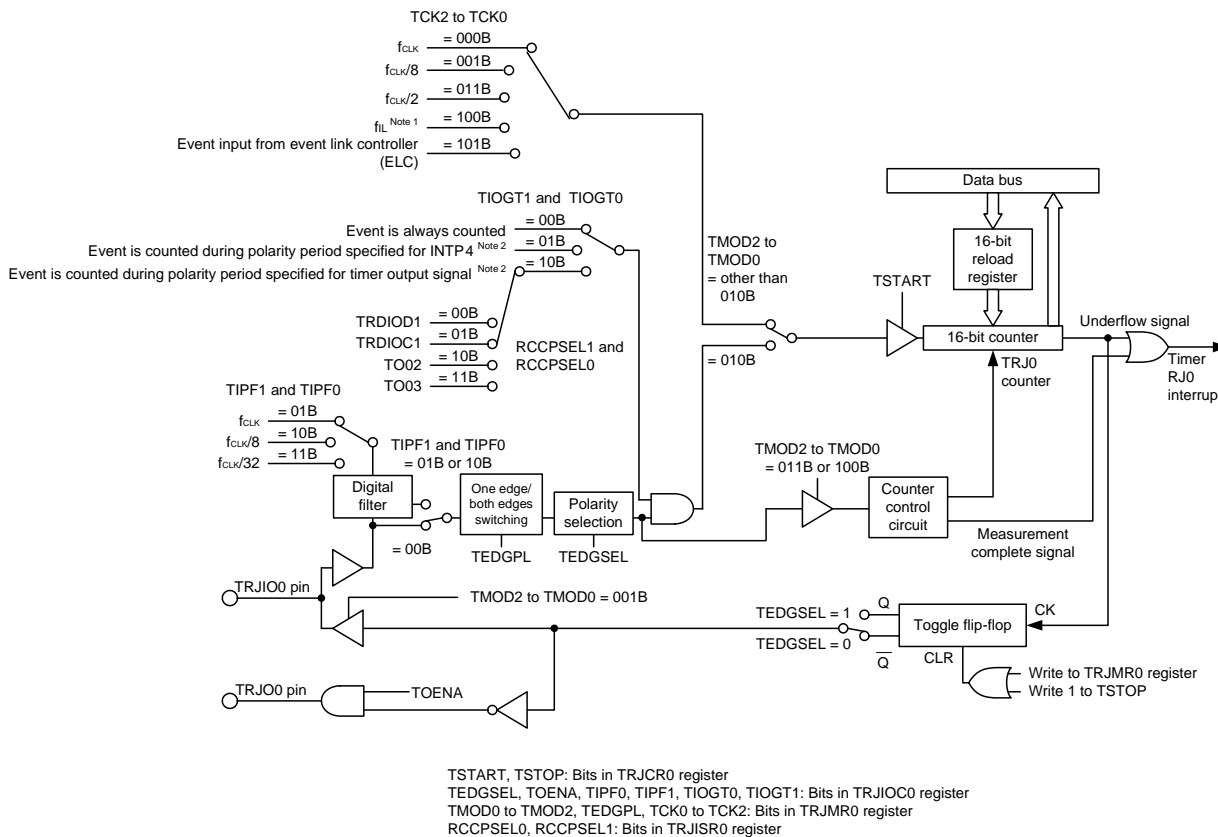 TCK2 to TCK0
fCLK = 000B
fCLK/8 = 001B
fCLK/2 = 011B
fIL Note 1 = 100B
Event input from event link controller (ELC) = 101B
TIOGT1 and TIOGT0
Event is always counted = 00B
Event is counted during polarity period specified for INTP4 Note 2 = 01B
Event is counted during polarity period specified for timer output signal Note 2 = 10B
TRDIOD1 = 00B
TRDIOC1 = 01B
TO02 = 10B
TO03 = 11B
RCCPSEL1 and
RCCPSEL0
TMOD2 to
TMOD0
= other than
010B
= 010B
Data bus
16-bit
reload
register
TSTART
16-bit counter
Underflow signal
TRJ0
counter
Timer
RJ0
interrup
TIPF1 and TIPF0
fCLK = 01B
fCLK/8 = 10B
fCLK/32 = 11B
Digital
filter
TIPF1 and TIPF0
= 01B or 10B
= 00B
One edge/
both edges
switching
TEDGPL
Polarity
selection
TEDGSEL
TMOD2 to TMOD0
= 011B or 100B
Counter
control
circuit
Measurement
complete signal
TRJIO0 pin
TMOD2 to TMOD0 = 001B
TEDGSEL = 1
TEDGSEL = 0
Q
Q
Toggle flip-flop
CK
CLR
Write to TRJMR0 register
Write 1 to TSTOP
TRJO0 pin
TOENA
TSTART, TSTOP: Bits in TRJCR0 register
TEDGSEL, TOENA, TIPF0, TIPF1, TIOGT0, TIOGT1: Bits in TRJIOC0 register
TMOD0 to TMOD2, TEDGPL, TCK0 to TCK2: Bits in TRJMR0 register
RCCPSEL0, RCCPSEL1: Bits in TRJISR0 register